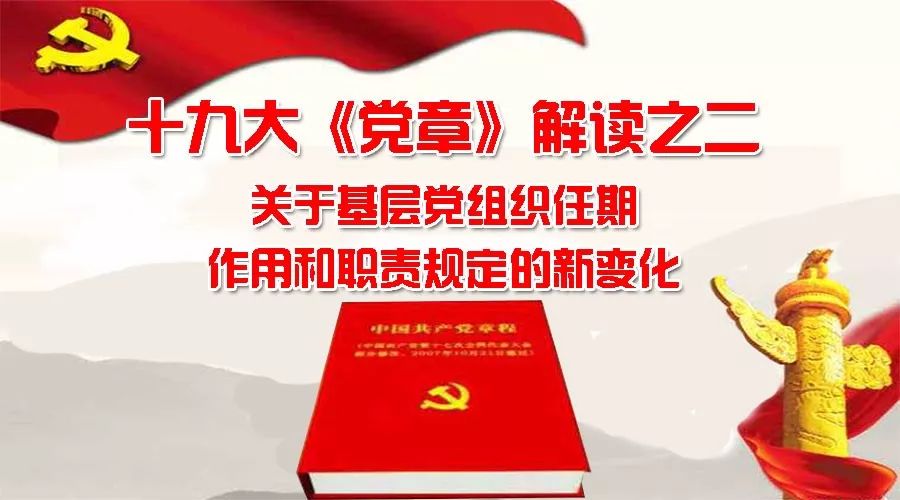 十九大《党章》解读之二
关于基层党组织任期
作用和职责规定的新变化
中国共产党章程
(中国共产党第十七次全国代表大会
部分修改,2007年10月21日通过)